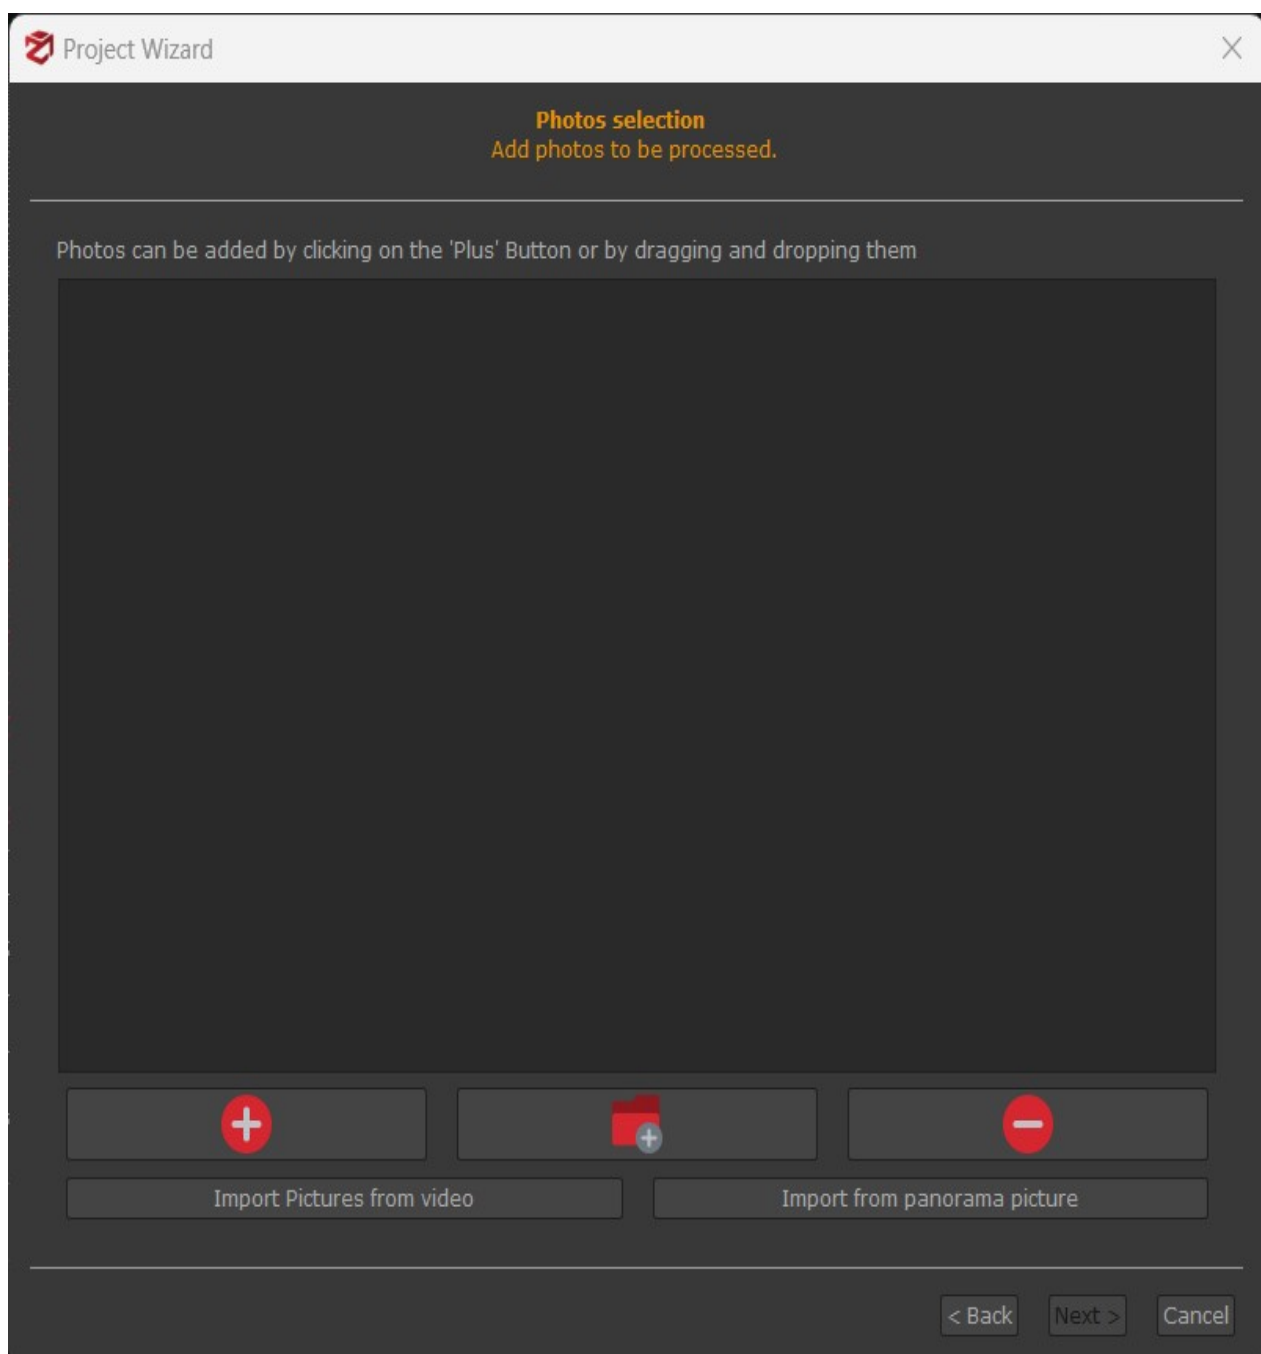 Project Wizard
Photos selection
Add photos to be processed.
Photos can be added by clicking on the 'Plus' Button or by dragging and dropping them
Import Pictures from video
Import from panorama picture
< Back
Next >
Cancel